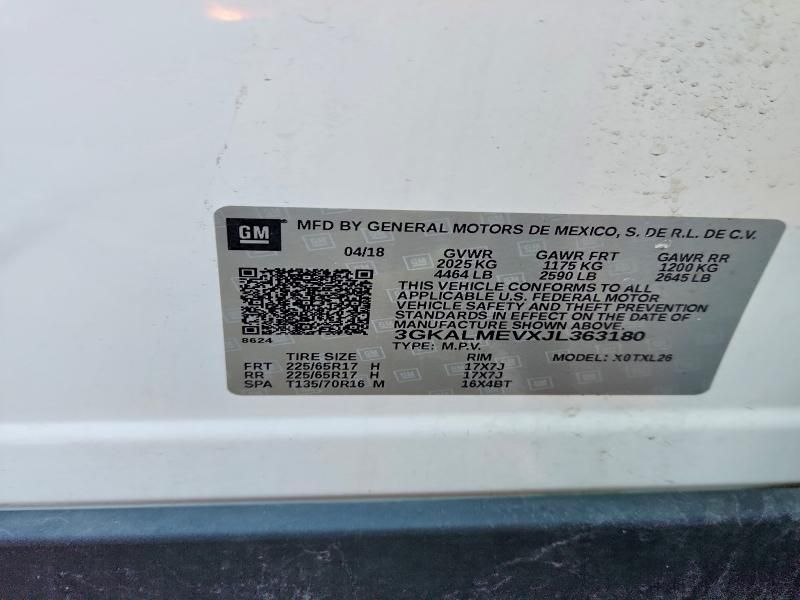 GM MFD BY GENERAL MOTORS DE MEXICO, S. DE R.L. DE C.V.
04/18 GVWR GAWR FRT GAWR RR
2025 KG 1175 KG 1200 KG
4464 LB 2590 LB 2645 LB
THIS VEHICLE CONFORMS TO ALL
APPLICABLE U.S. FEDERAL MOTOR
VEHICLE SAFETY AND THEFT PREVENTION
STANDARDS IN EFFECT ON THE DATE OF
MANUFACTURE SHOWN ABOVE.
8624 3GKALMEVXJL363180
TYPE: M.P.V. MODEL: X0TXL26
TIRE SIZE RIM
FRT 225/65R17 H 17X7J
RR 225/65R17 H 17X7J
SPA T135/70R16 M 16X4BT